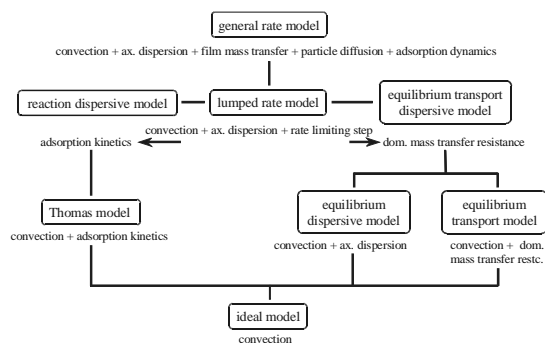 general rate model
convection + ax. dispersion + film mass transfer + particle diffusion + adsorption dynamics
reaction dispersive model
lumped rate model
equilibrium transport
dispersive model
convection + ax. dispersion + rate limiting step
adsorption kinetics
dom. mass transfer resistance
Thomas model
convection + adsorption kinetics
equilibrium
dispersive model
convection + ax. dispersion
equilibrium
transport model
convection + dom.
mass transfer restc.
ideal model
convection